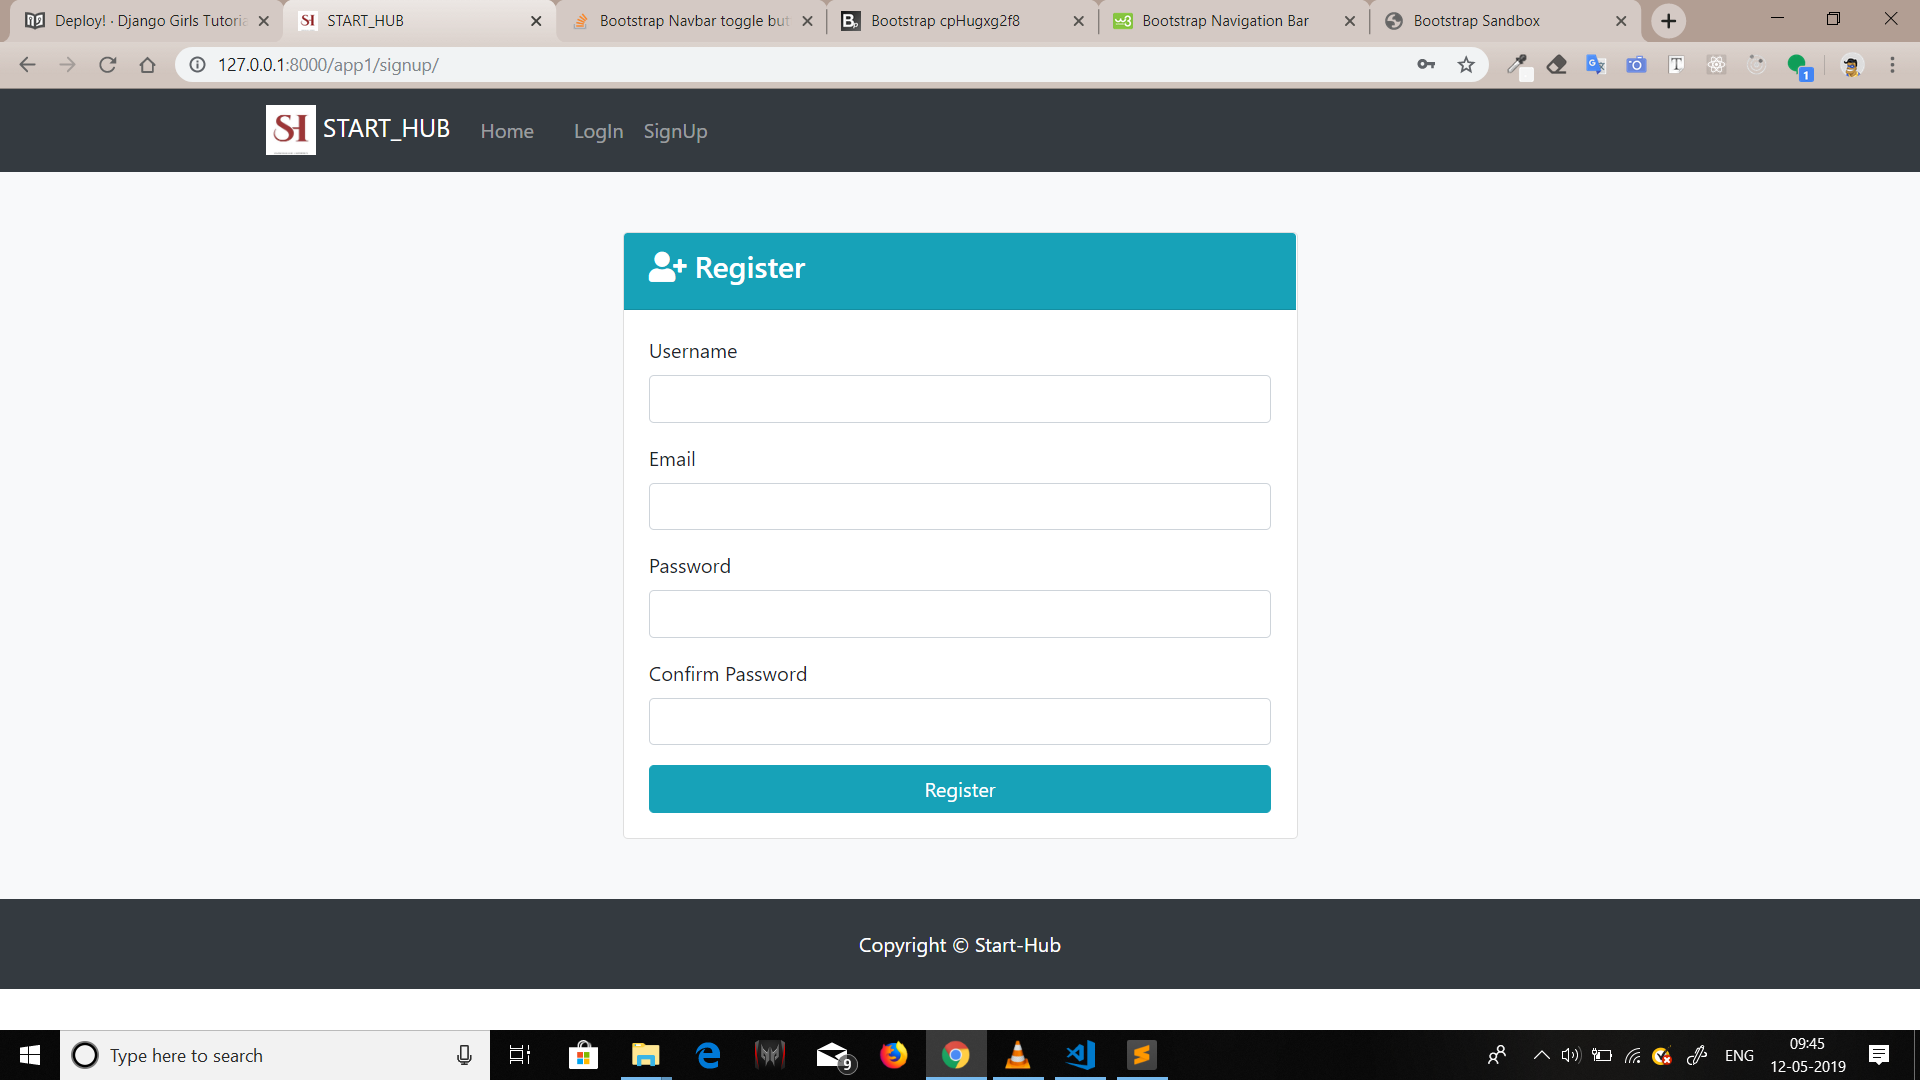 Deploy! · Django Girls Tutoria
START_HUB
Bootstrap Navbar toggle but
Bootstrap cpHugxg2f8
Bootstrap Navigation Bar
Bootstrap Sandbox
127.0.0.1:8000/app1/signup/
1
SH START_HUB Home LogIn SignUp
Register
Username
Email
Password
Confirm Password
Register
Copyright © Start-Hub
Type here to search
9
ENG
09:45
12-05-2019